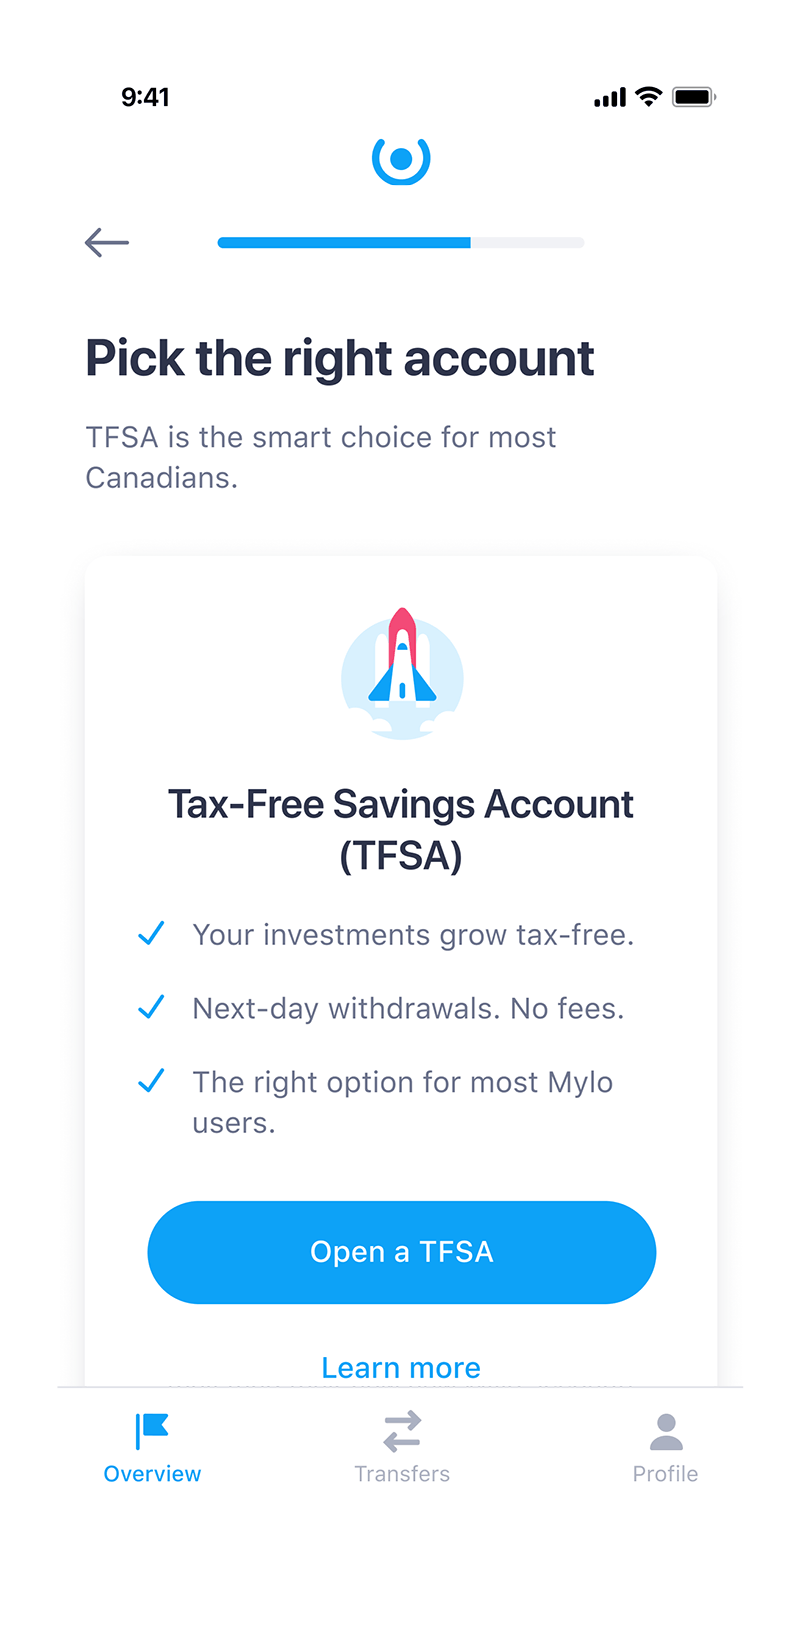 9:41
Pick the right account
TFSA is the smart choice for most
Canadians.
Tax-Free Savings Account
(TFSA)
Your investments grow tax-free.
Next-day withdrawals. No fees.
The right option for most Mylo
users.
Open a TFSA
Learn more
Overview
Transfers
Profile